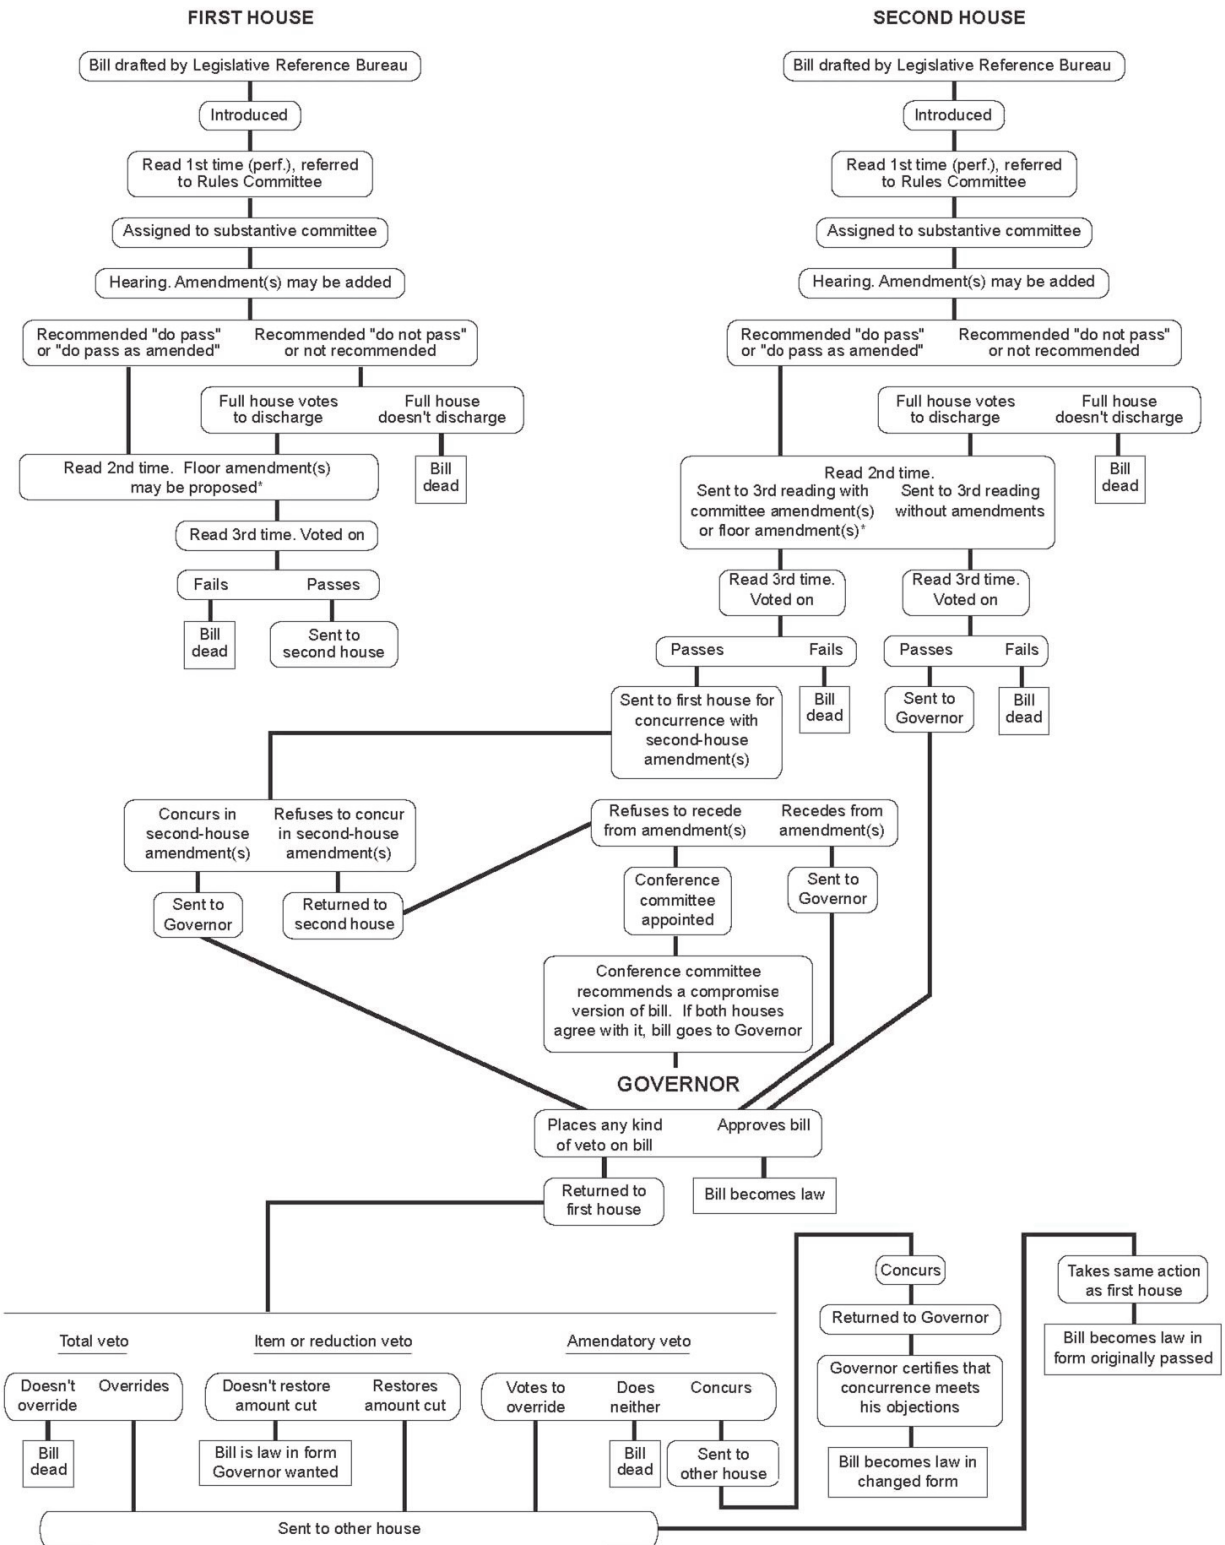 FIRST HOUSE
Bill drafted by Legislative Reference Bureau
Introduced
Read 1st time (perf.), referred
to Rules Committee
Assigned to substantive committee
Hearing. Amendment(s) may be added
Recommended "do pass"
or "do pass as amended"
Recommended "do not pass"
or not recommended
Full house votes
to discharge
Full house
doesn't discharge
Bill
dead
Read 2nd time. Floor amendment(s)
may be proposed*
Read 3rd time. Voted on
Fails
Passes
Bill
dead
Sent to
second house
SECOND HOUSE
Bill drafted by Legislative Reference Bureau
Introduced
Read 1st time (perf.), referred
to Rules Committee
Assigned to substantive committee
Hearing. Amendment(s) may be added
Recommended "do pass"
or "do pass as amended"
Recommended "do not pass"
or not recommended
Full house votes
to discharge
Full house
doesn't discharge
Bill
dead
Read 2nd time.
Sent to 3rd reading with
committee amendment(s)
or floor amendment(s)*
Sent to 3rd reading
without amendments
Read 3rd time.
Voted on
Read 3rd time.
Voted on
Passes
Fails
Passes
Fails
Sent to first house for
concurrence with
second-house
amendment(s)
Bill
dead
Sent to
Governor
Bill
dead
Concurs in
second-house
amendment(s)
Refuses to concur
in second-house
amendment(s)
Sent to
Governor
Returned to
second house
Refuses to recede
from amendment(s)
Recedes from
amendment(s)
Conference
committee
appointed
Sent to
Governor
Conference committee
recommends a compromise
version of bill. If both houses
agree with it, bill goes to Governor
GOVERNOR
Places any kind
of veto on bill
Approves bill
Returned to
first house
Bill becomes law
Total veto
Doesn't
override
Overrides
Bill
dead
Item or reduction veto
Doesn't restore
amount cut
Restores
amount cut
Bill is law in form
Governor wanted
Amendatory veto
Votes to
override
Does
neither
Concurs
Bill
dead
Sent to
other house
Sent to other house
Concurs
Returned to Governor
Governor certifies that
concurrence meets
his objections
Bill becomes law in
changed form
Takes same action
as first house
Bill becomes law in
form originally passed